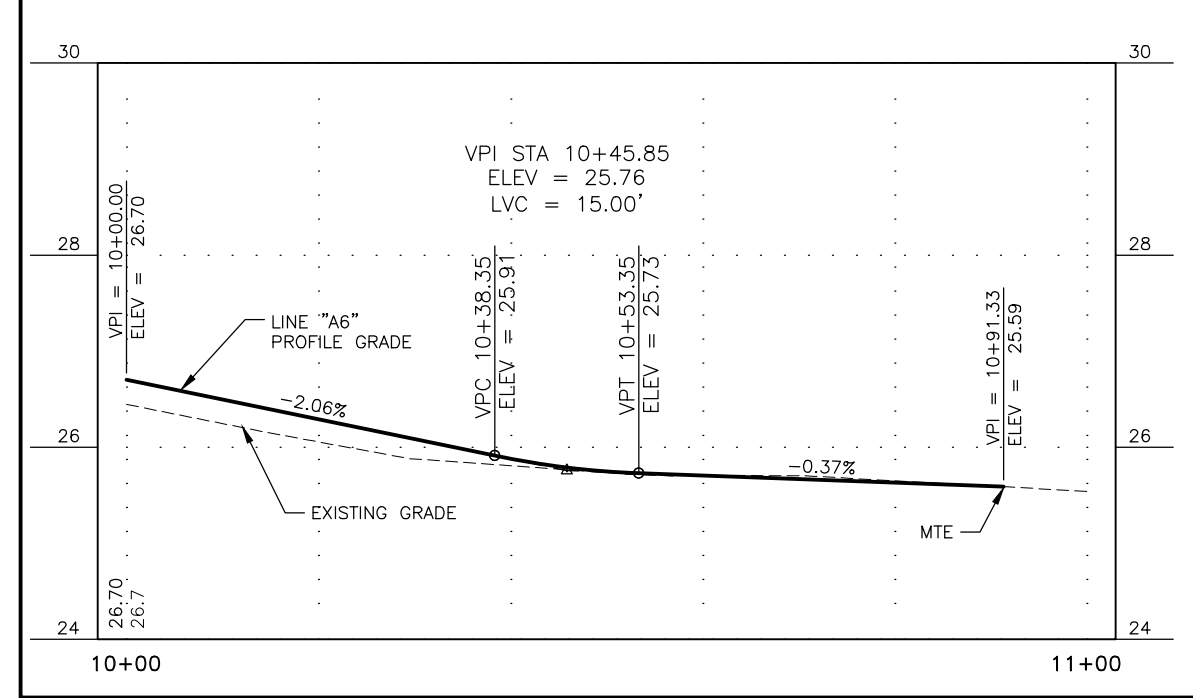 30
30
VPI STA 10+45.85
ELEV = 25.76
LVC = 15.00'
VPI = 10+00.00
ELEV = 26.70
28
28
VPC 10+38.35
ELEV = 25.91
VPT 10+53.35
ELEV = 25.73
VPI = 10+91.33
ELEV = 25.59
LINE "A6"
PROFILE GRADE
-2.06%
26
26
-0.37%
EXISTING GRADE
MTE
26.70
26.7
24
24
10+00
11+00